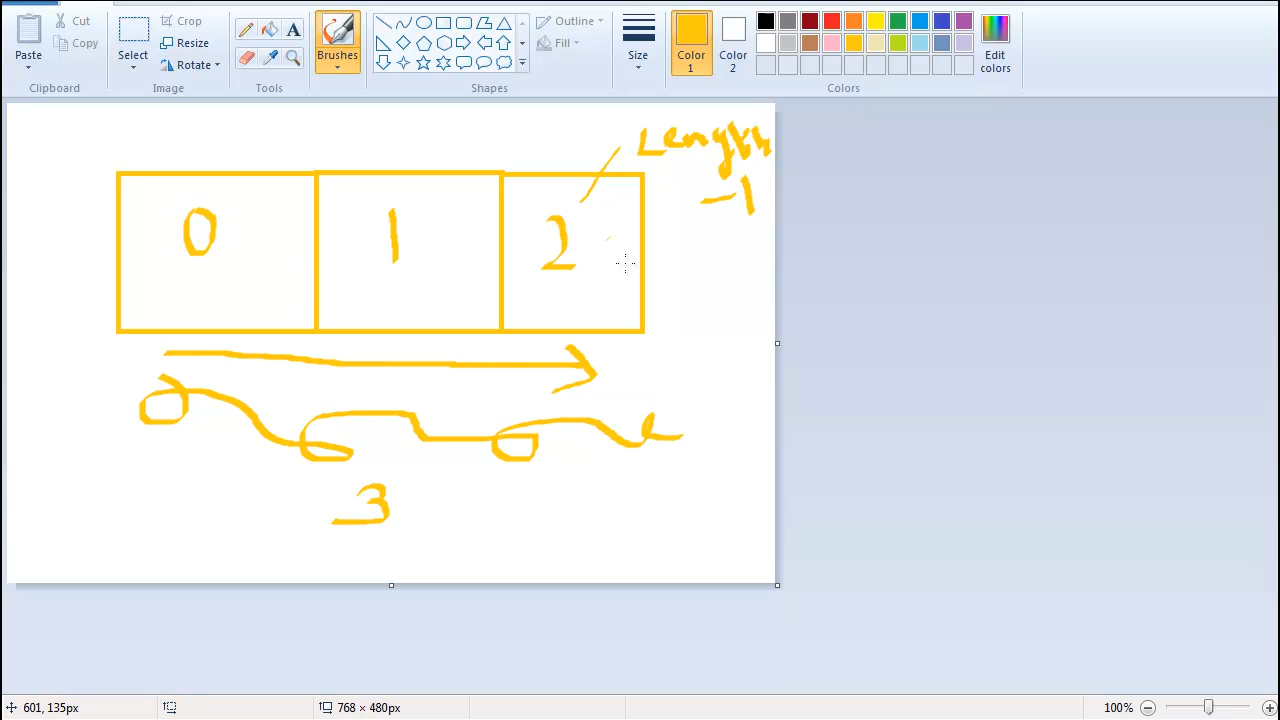 Cut
Crop
Outline
Copy
Resize
Fill
Paste
Select
Rotate
Brushes
Size
Color
1
Color
2
Edit
colors
Clipboard
Image
Tools
Shapes
Colors
Length
-1
0
1
2
3
601, 135px
768 × 480px
100%